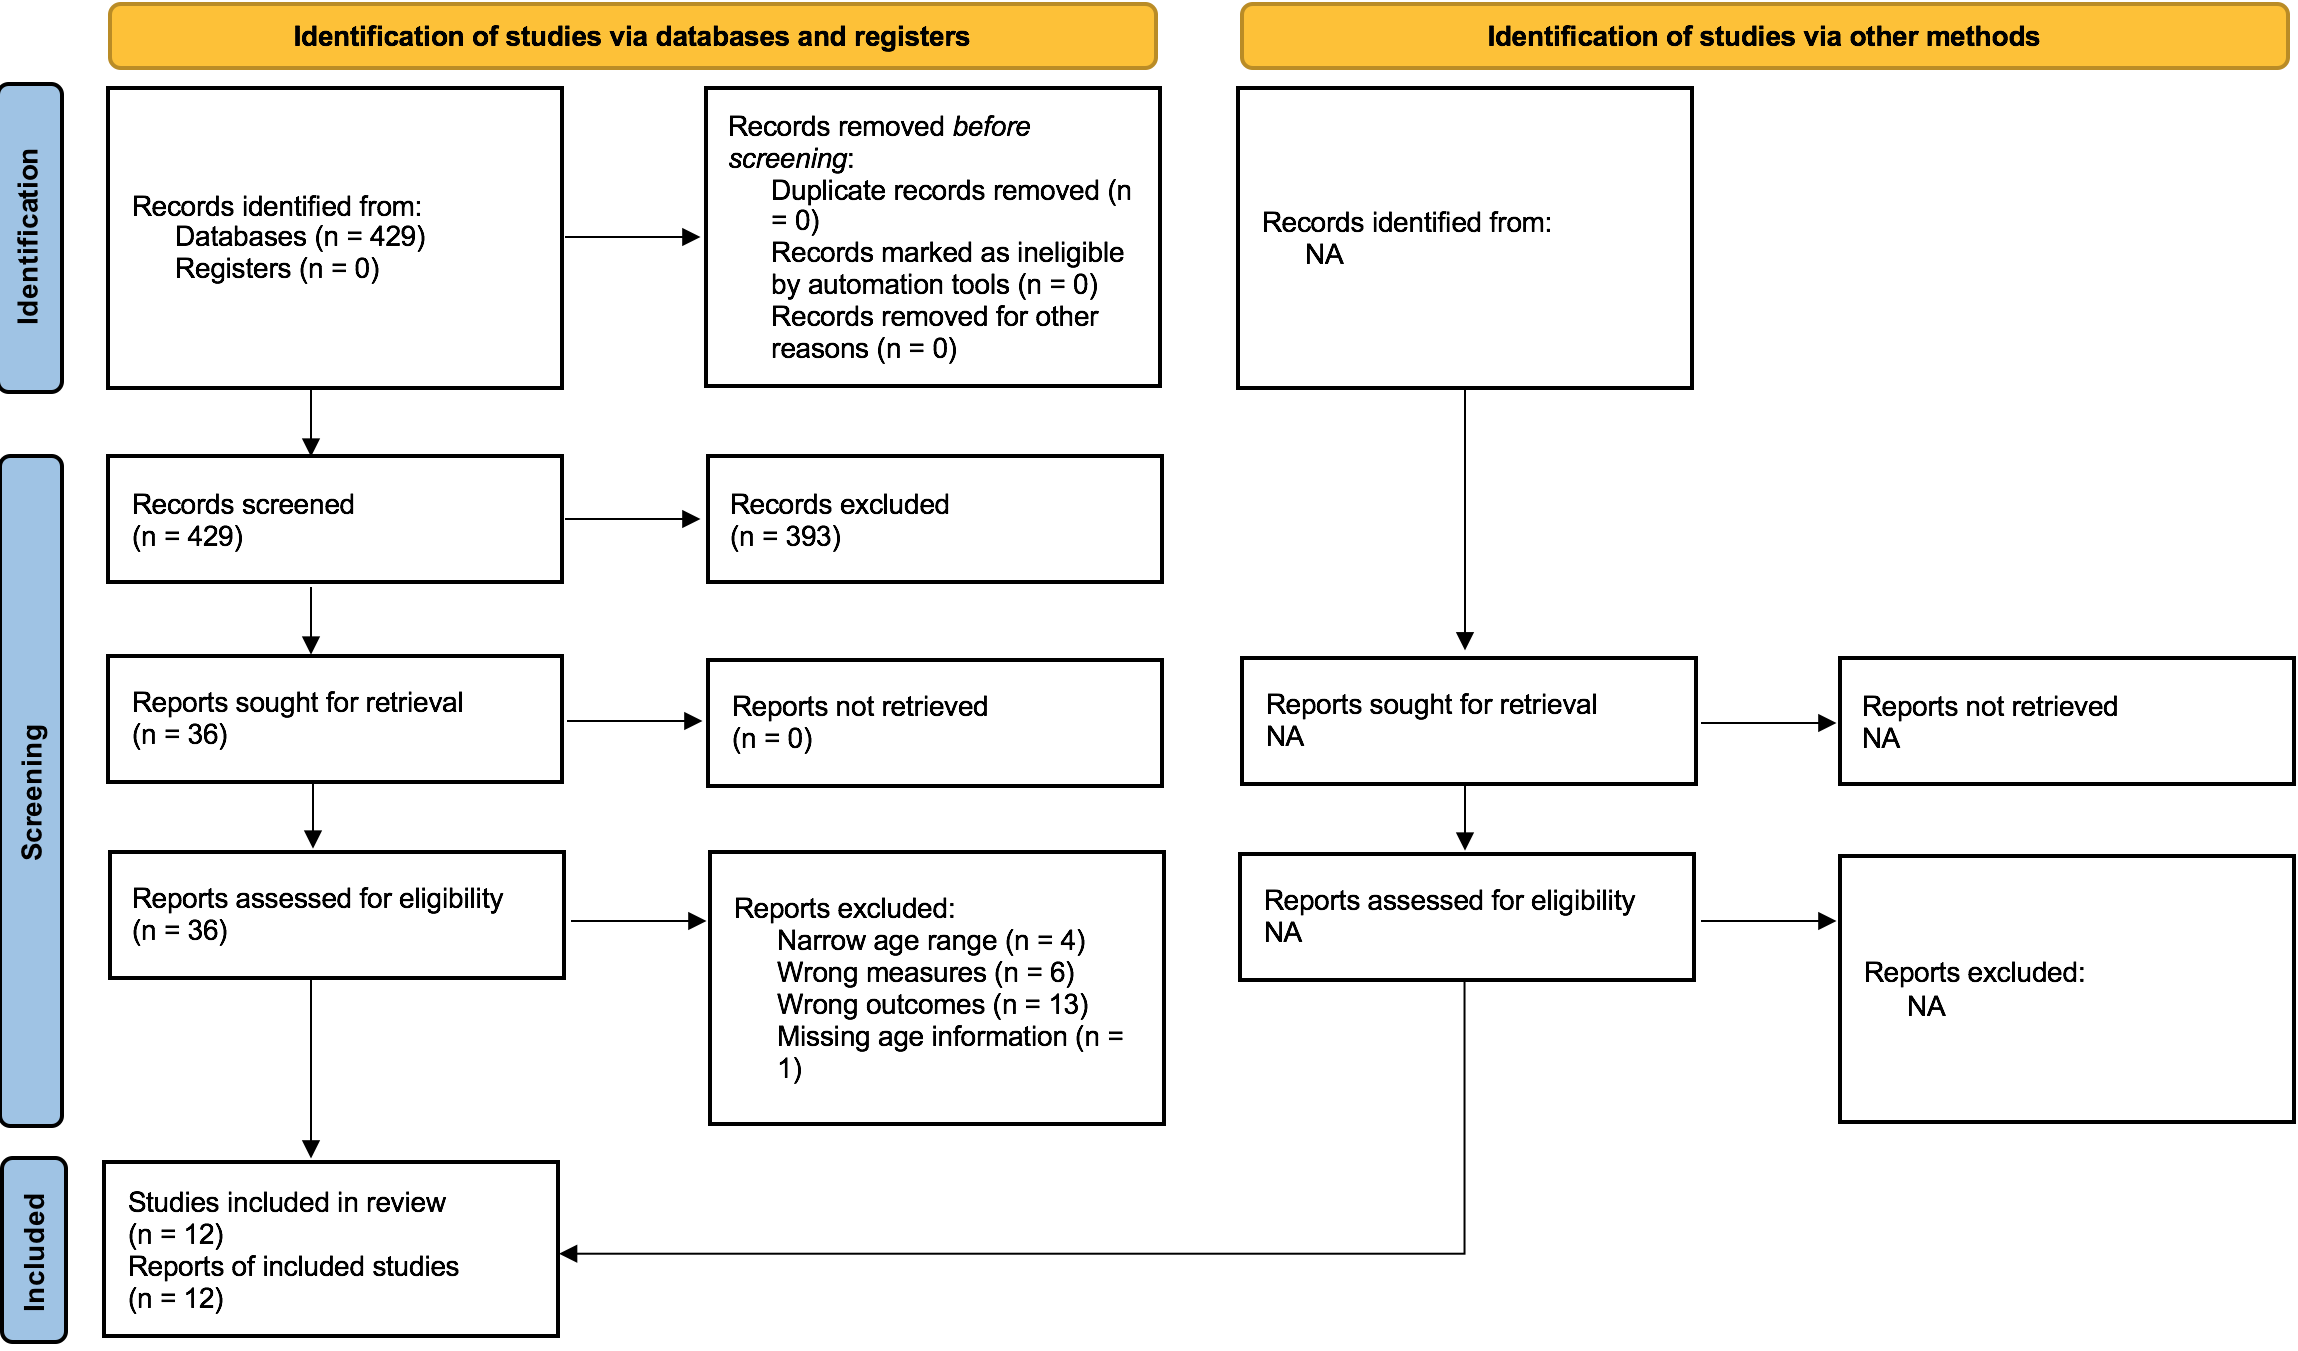 Identification of studies via databases and registers
Identification of studies via other methods
Identification
Records identified from:
Databases (n = 429)
Registers (n = 0)
Records removed before
screening:
Duplicate records removed (n
= 0)
Records marked as ineligible
by automation tools (n = 0)
Records removed for other
reasons (n = 0)
Records identified from:
NA
Screening
Records screened
(n = 429)
Records excluded
(n = 393)
Reports sought for retrieval
(n = 36)
Reports not retrieved
(n = 0)
Reports sought for retrieval
NA
Reports not retrieved
NA
Reports assessed for eligibility
(n = 36)
Reports excluded:
Narrow age range (n = 4)
Wrong measures (n = 6)
Wrong outcomes (n = 13)
Missing age information (n =
1)
Reports assessed for eligibility
NA
Reports excluded:
NA
Included
Studies included in review
(n = 12)
Reports of included studies
(n = 12)